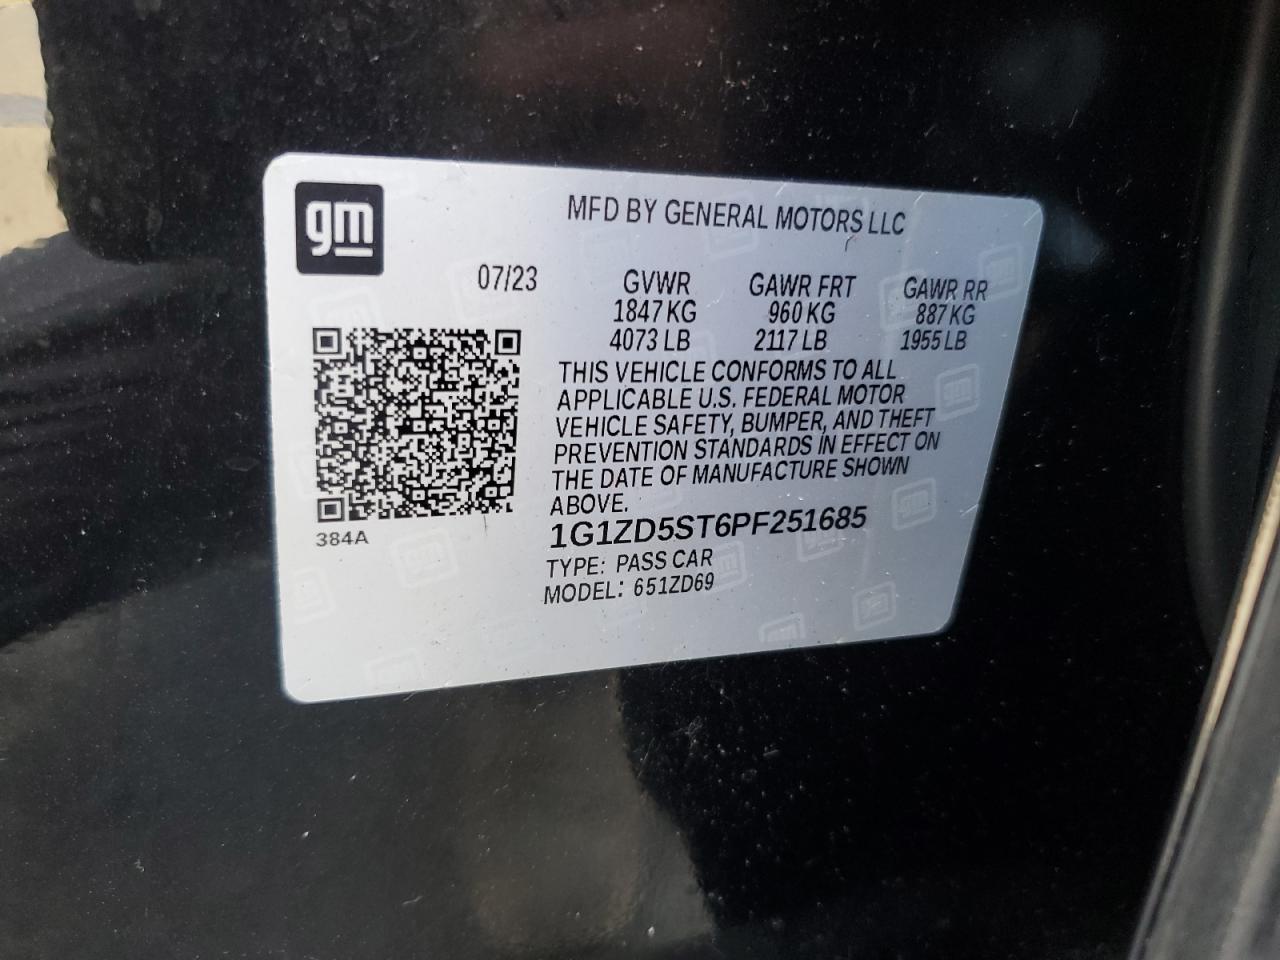 gm
MFD BY GENERAL MOTORS LLC
07/23 GVWR GAWR FRT GAWR RR
1847 KG 960 KG 887 KG
4073 LB 2117 LB 1955 LB
THIS VEHICLE CONFORMS TO ALL
APPLICABLE U.S. FEDERAL MOTOR
VEHICLE SAFETY, BUMPER, AND THEFT
PREVENTION STANDARDS IN EFFECT ON
THE DATE OF MANUFACTURE SHOWN
ABOVE.
384A
1G1ZD5ST6PF251685
TYPE: PASS CAR
MODEL: 651ZD69